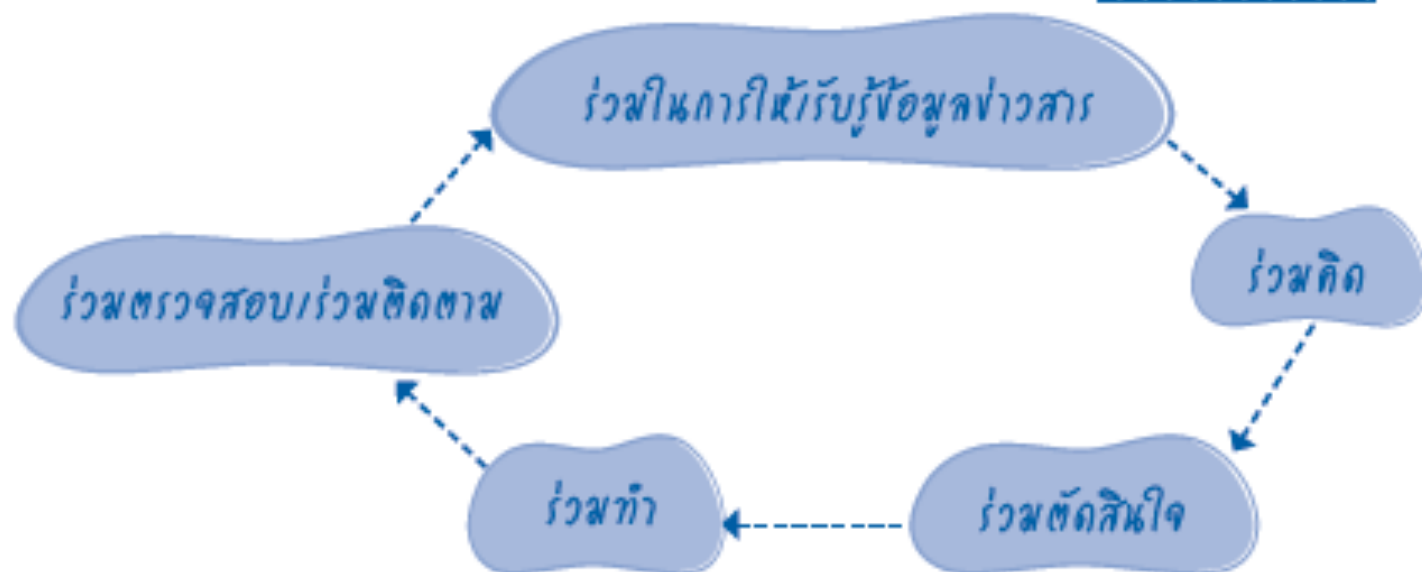 ร่วมในการให้/รับรู้ข้อมูลข่าวสาร
ร่วมคิด
ร่วมตัดสินใจ
ร่วมทำ
ร่วมตรวจสอบ/ร่วมติดตาม